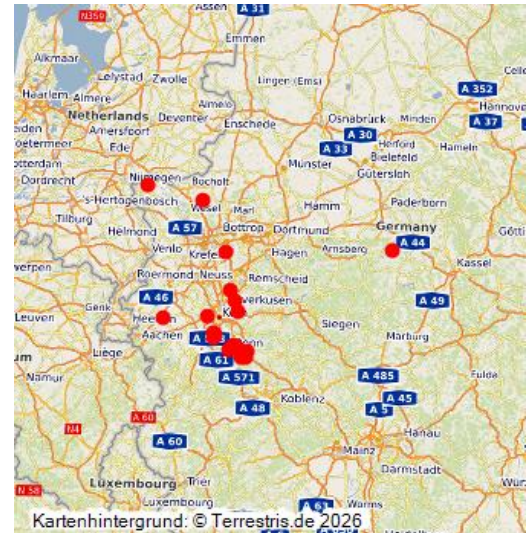 N359
A 31
Assen
Emmen
Alkmaar
Lelystad Zwolle
Lingen (Ems)
Celle
A 352
Haarlem Almere
Almelo
Osnabrück Minden
Hannover
Netherlands
Deventer
Enschede
A 30
A 37
Amersfoort
Herford
Hameln
Ede
A 33
Bielefeld
Münster
Gütersloh
Dordrecht
Nijmegen
Bocholt
's-Hertogenbosch
Wesel
Marl
Hamm
Paderborn
Tilburg
A 57
Bottrop Dortmund
Germany
Helmond
Arnsberg
A 44
Venlo
Krefeld
Hagen
Kassel
Roermond Neuss
Remscheid
A 46
A 49
Genk
Siegen
Aachen
Marburg
Liège
A 61
A 485
Fulda
Namur
A 571
Koblenz
A 45
A 48
A 5
A 60
N4
Hanau
A 60
Mainz
Darmstadt
Trier
N 58
Luxembourg
Luxembourg
A 61
Worms
Kartenhintergrund: © Terrestris.de 2026